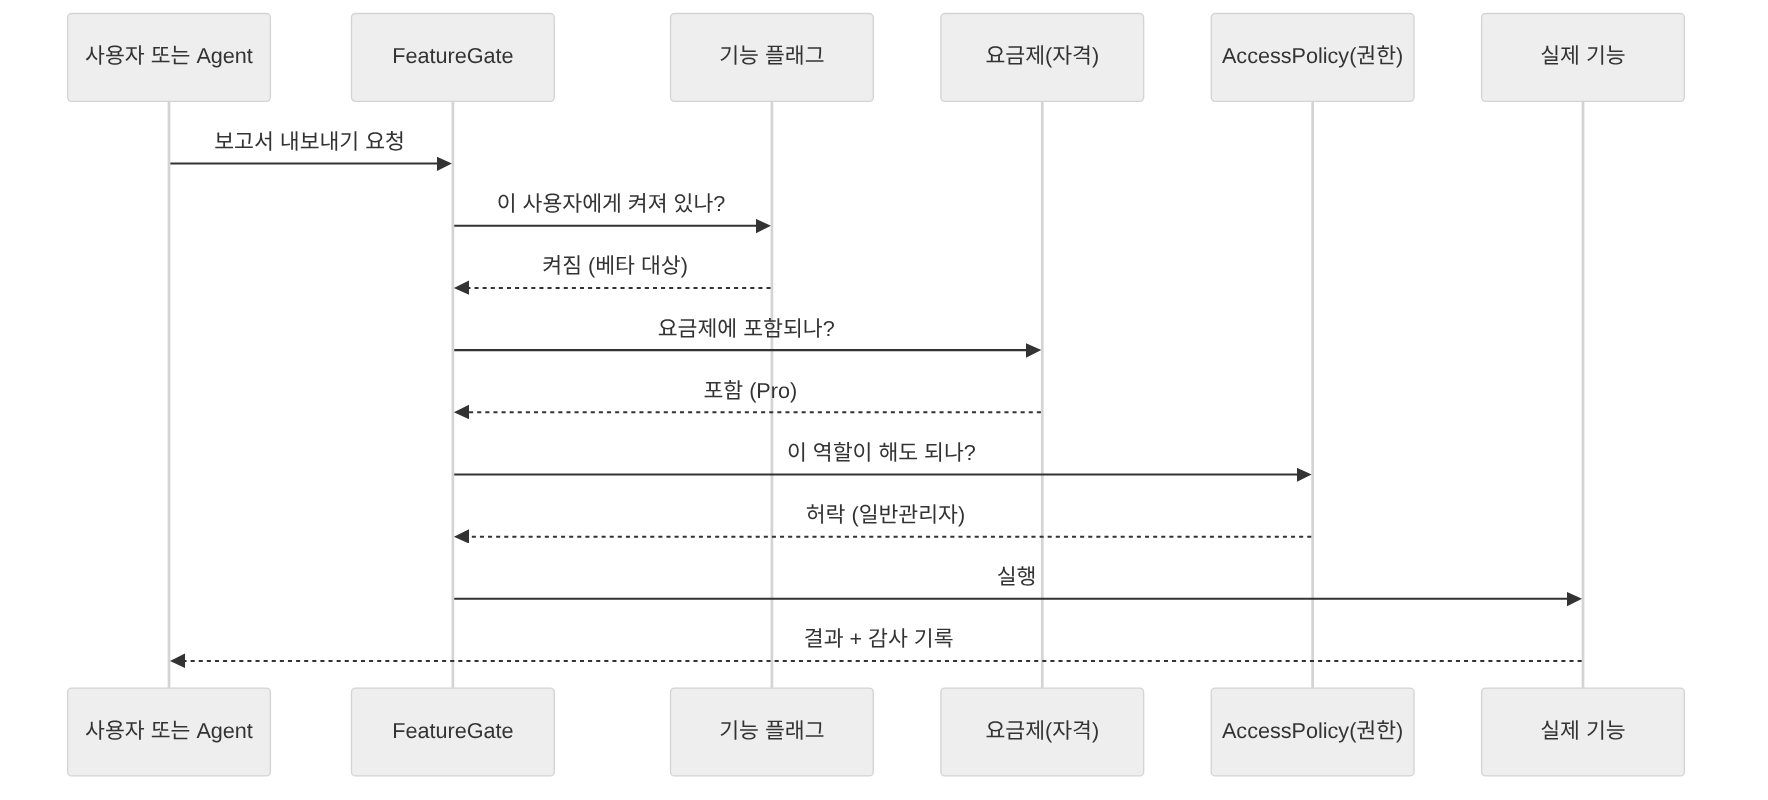 사용자 또는 Agent
FeatureGate
기능 플래그
요금제(자격)
AccessPolicy(권한)
실제 기능
보고서 내보내기 요청
이 사용자에게 켜져 있나?
켜짐 (베타 대상)
요금제에 포함되나?
포함 (Pro)
이 역할이 해도 되나?
허락 (일반관리자)
실행
결과 + 감사 기록
사용자 또는 Agent
FeatureGate
기능 플래그
요금제(자격)
AccessPolicy(권한)
실제 기능